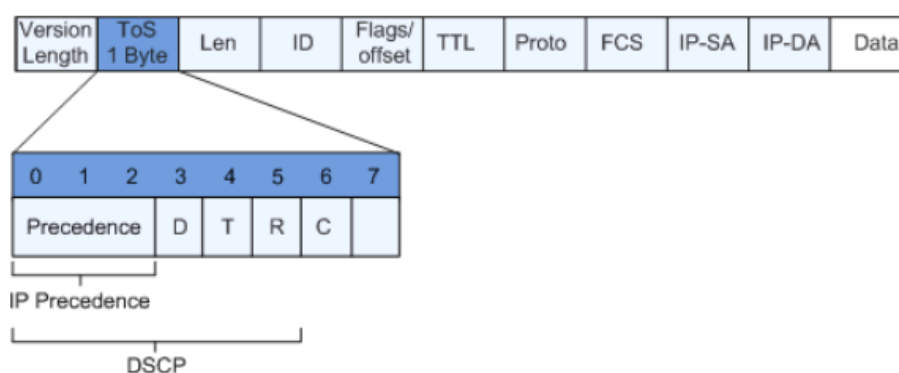 Version Length
ToS 1 Byte
Len
ID
Flags/ offset
TTL
Proto
FCS
IP-SA
IP-DA
Data
0 1 2 3 4 5 6 7
Precedence D T R C
IP Precedence
DSCP